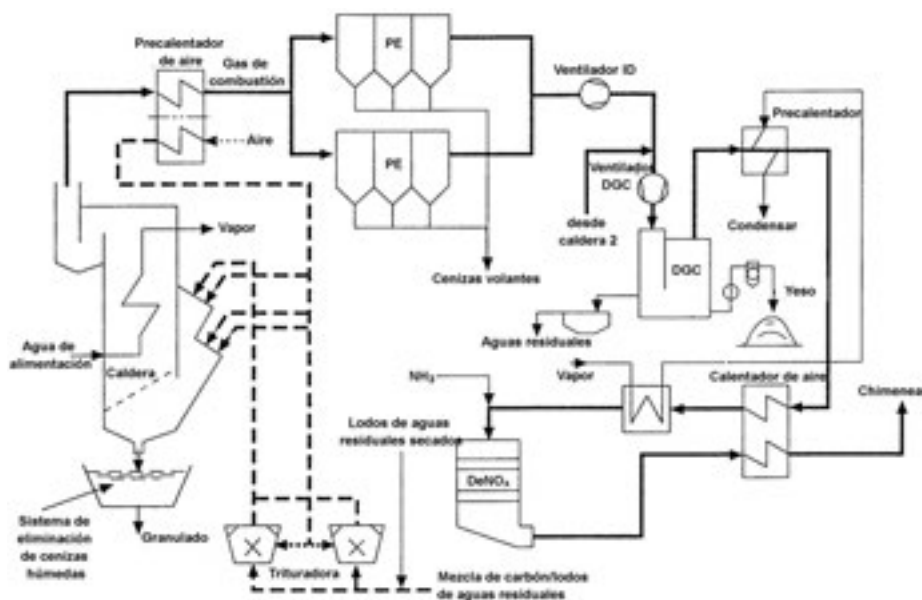 Precalentador
de aire
Gas de
combustión
PE
Ventilador ID
Precalentador
Aire
PE
Ventilador
DGC
Vapor
desde
caldera 2
Condensar
DGC
Cenizas volantes
Yeso
Agua de
alimentación
Caldera
Aguas residuales
NH₃
Vapor
Calentador de aire
Chimenea
Lodos de aguas
residuales secados
DeNOₓ
Sistema de
eliminación
de cenizas
húmedas
Granulado
Trituradora
Mezcla de carbón/lodos
de aguas residuales